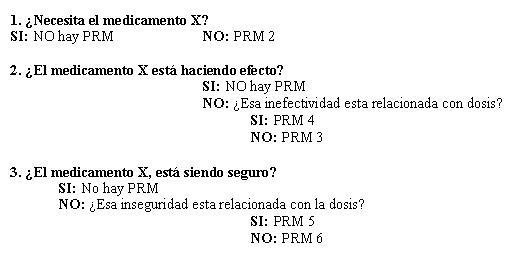 1. ¿Necesita el medicamento X?
SI: NO hay PRM NO: PRM 2
2. ¿El medicamento X está haciendo efecto?
SI: NO hay PRM
NO: ¿Esa inefectividad esta relacionada con dosis?
SI: PRM 4
NO: PRM 3
3. ¿El medicamento X, está siendo seguro?
SI: No hay PRM
NO: ¿Esa inseguridad esta relacionada con la dosis?
SI: PRM 5
NO: PRM 6